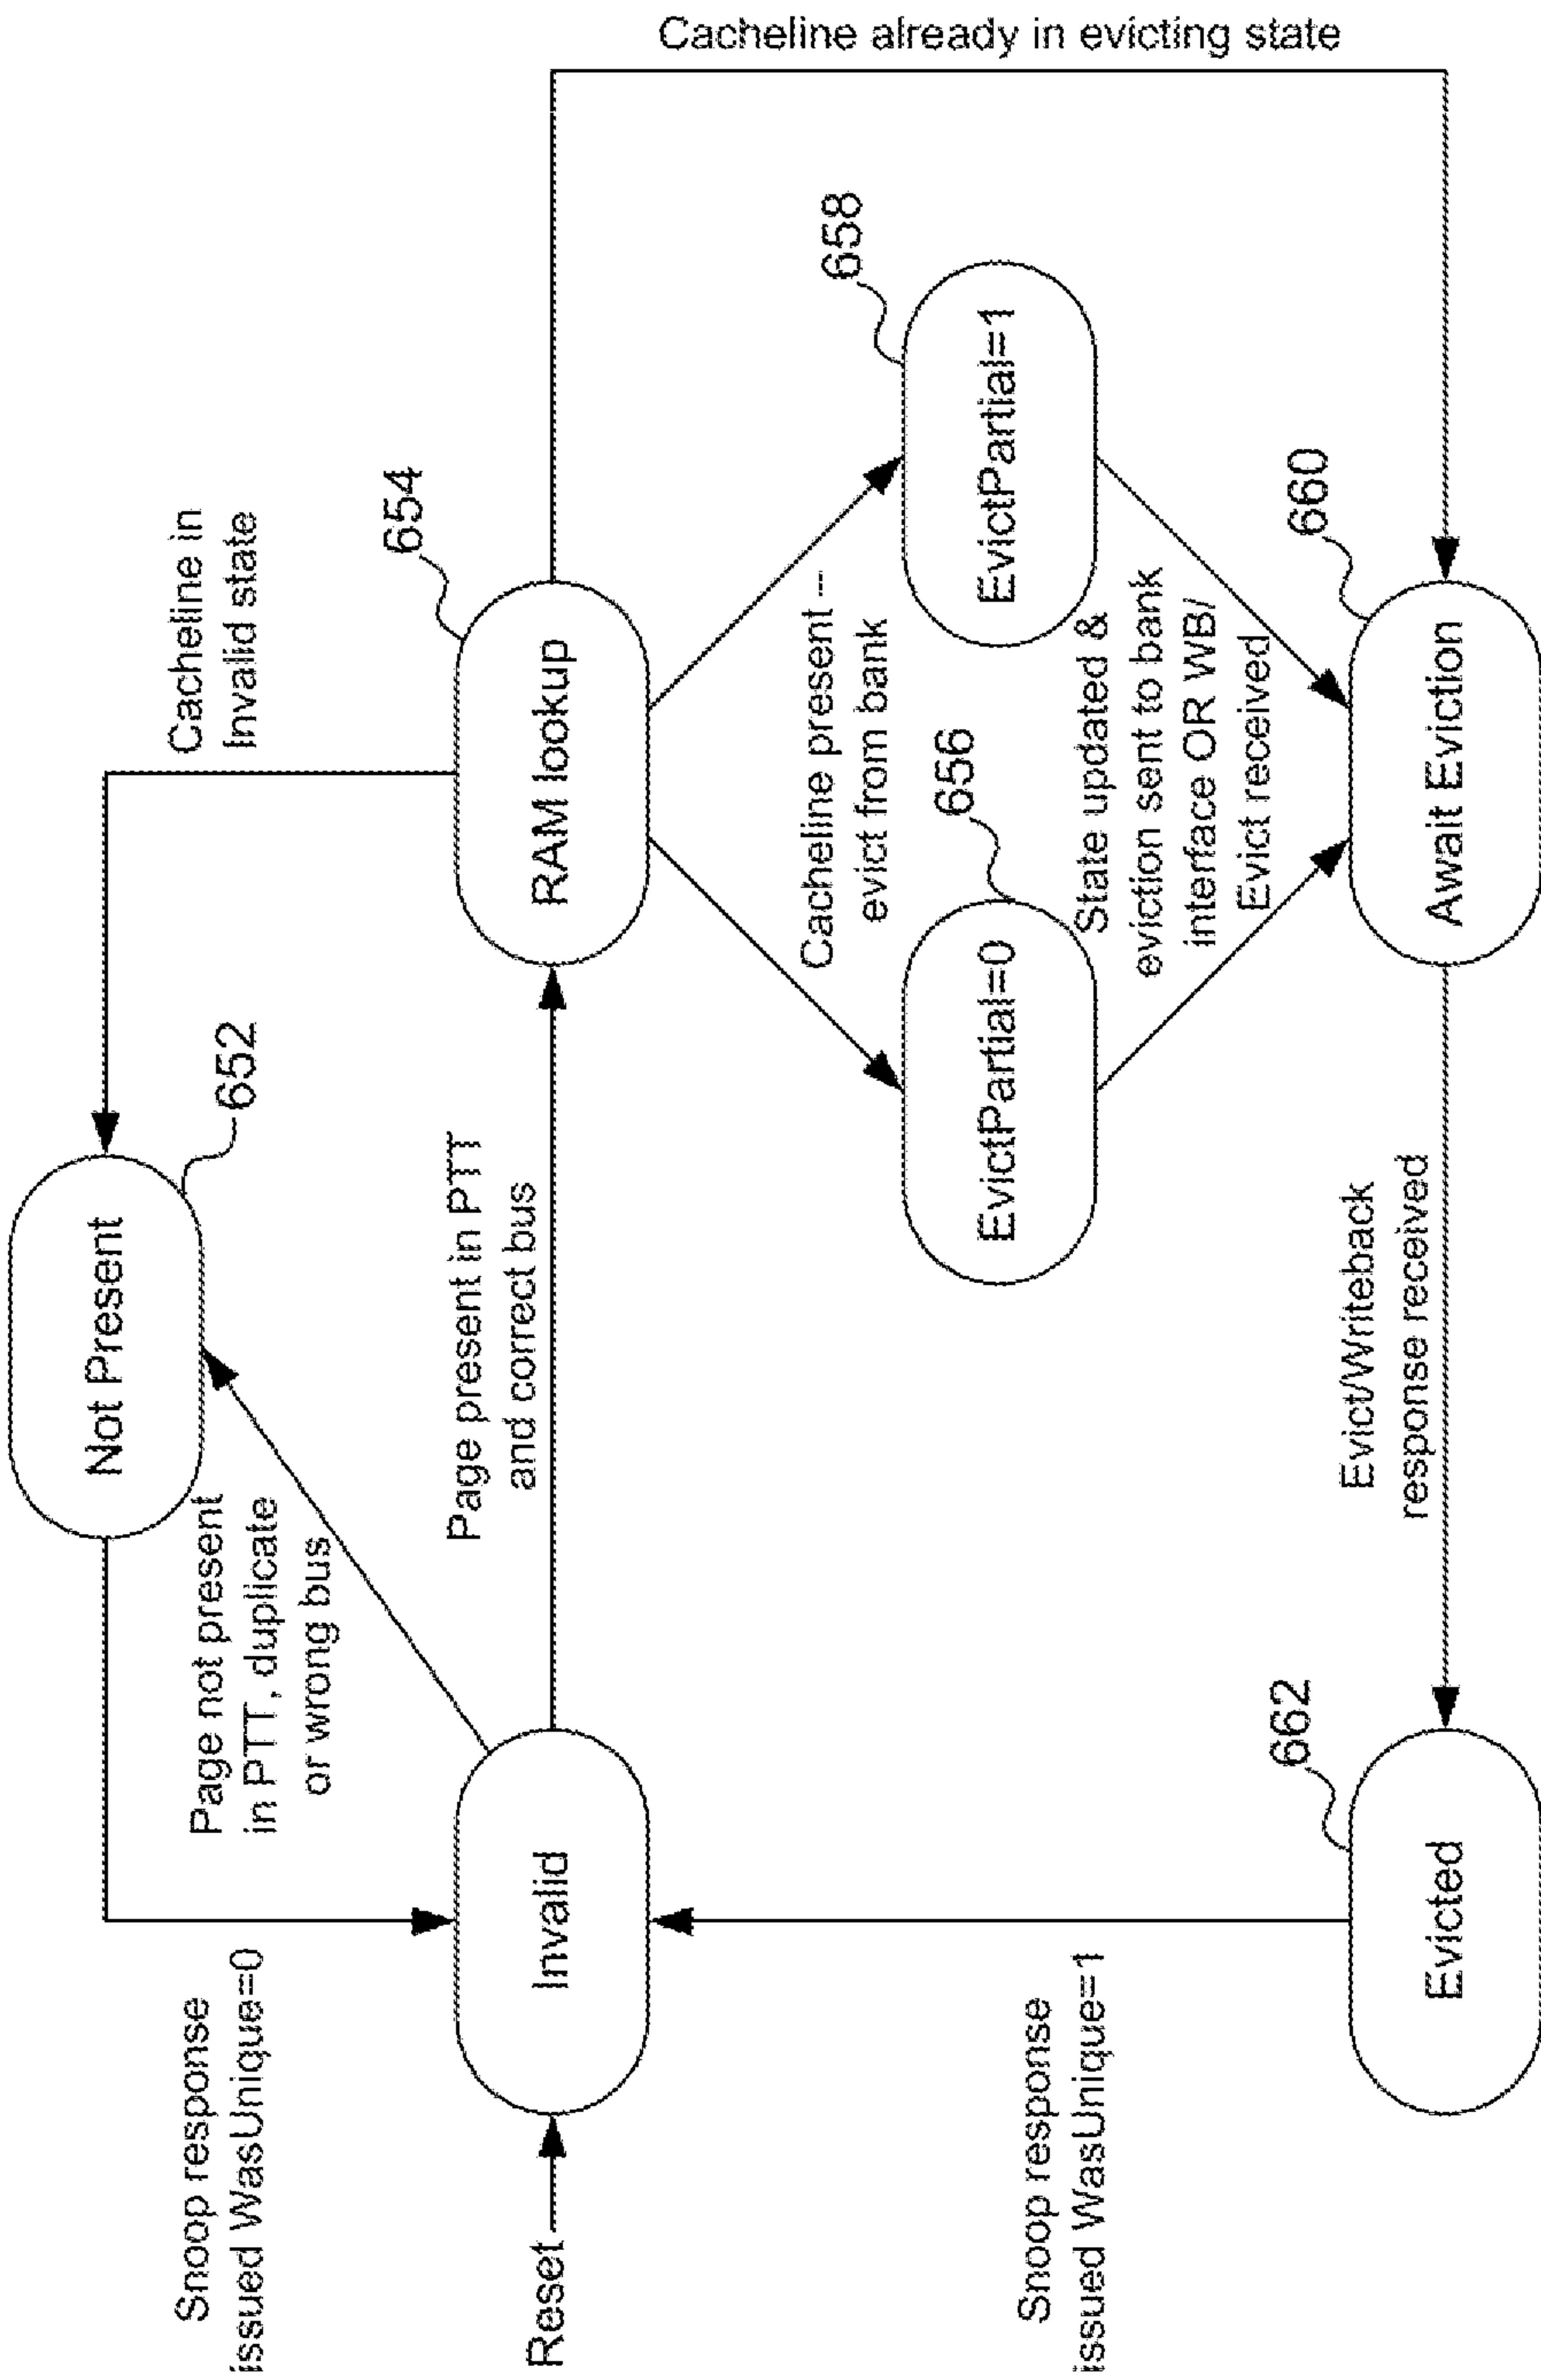 Not Present
652
Snoop response
issued WasUnique=0
Page not present
in PTT, duplicate
or wrong bus
Cacheline in
Invalid state
654
Reset
Invalid
Page present in PTT
and correct bus
RAM lookup
Cacheline already in evicting state
Cacheline present –
evict from bank
658
656
EvictPartial=0
EvictPartial=1
Snoop response
issued WasUnique=1
State updated &
eviction sent to bank
interface OR WB/
Evict received
662
Evict/Writeback
response received
660
Evicted
Await Eviction